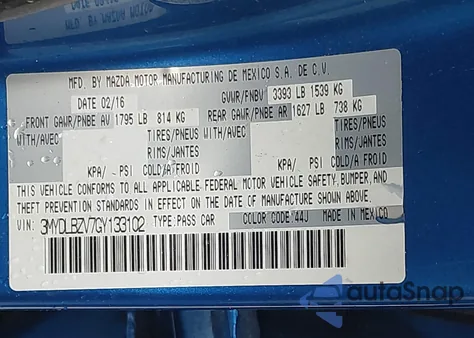 MFD. BY MAZDA MOTOR MANUFACTURING DE MEXICO S.A. DE C.V.
DATE 02/16 GVWR/PNBV 3393 LB 1539 KG
FRONT GAWR/PNBE AV 1795 LB 814 KG REAR GAWR/PNBE AR 1627 LB 738 KG
WITH/AVEC TIRES/PNEUS WITH/AVEC TIRES/PNEUS
RIMS/JANTES RIMS/JANTES
KPA/ - PSI COLD/A FROID KPA/ - PSI COLD/A FROID
THIS VEHICLE CONFORMS TO ALL APPLICABLE FEDERAL MOTOR VEHICLE SAFETY, BUMPER, AND
THEFT PREVENTION STANDARDS IN EFFECT ON THE DATE OF MANUFACTURE SHOWN ABOVE.
VIN: 3MYDLBZV7GY133102 TYPE:PASS CAR COLOR CODE:44J MADE IN MEXICO
autoSnap